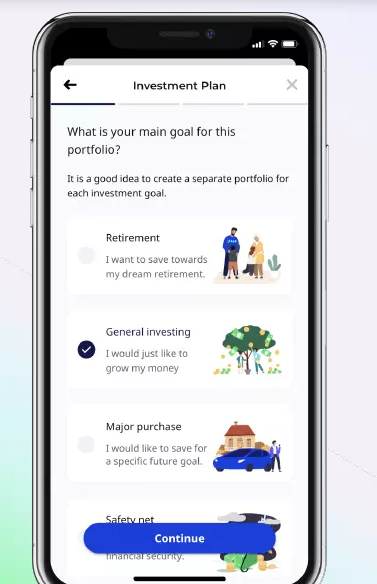 Investment Plan
What is your main goal for this
portfolio?
It is a good idea to create a separate portfolio for
each investment goal.
Retirement
I want to save towards
my dream retirement.
General investing
I would just like to
grow my money
Major purchase
I would like to save for
a specific future goal.
Safety net
Continue
financial security.